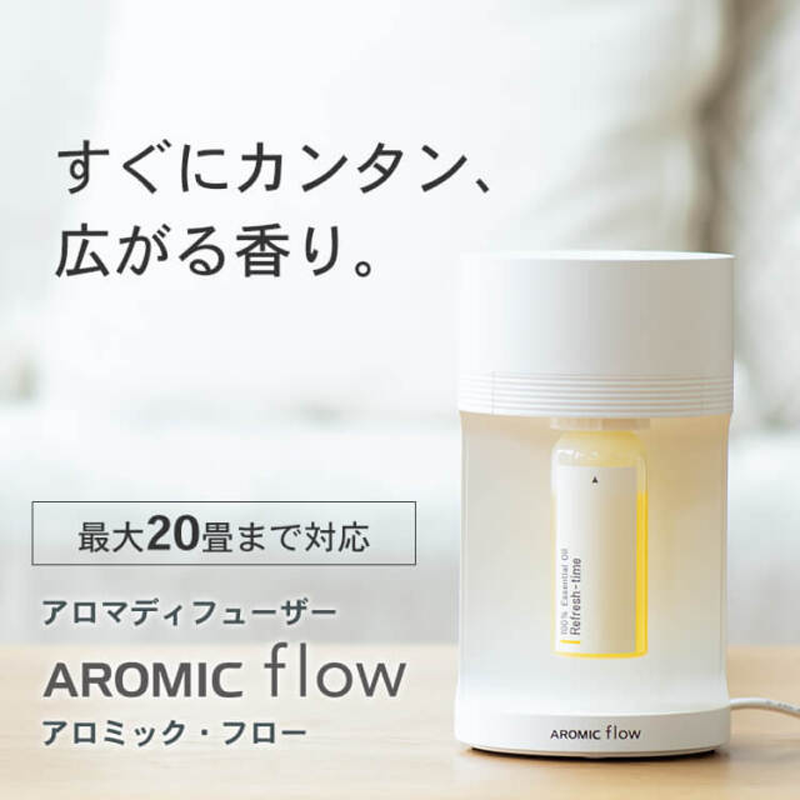 すぐにカンタン、
広がる香り。
最大20畳まで対応
アロマディフューザー
AROMIC flow
アロミック・フロー
100% Essential Oil
Refresh-time
AROMIC flow